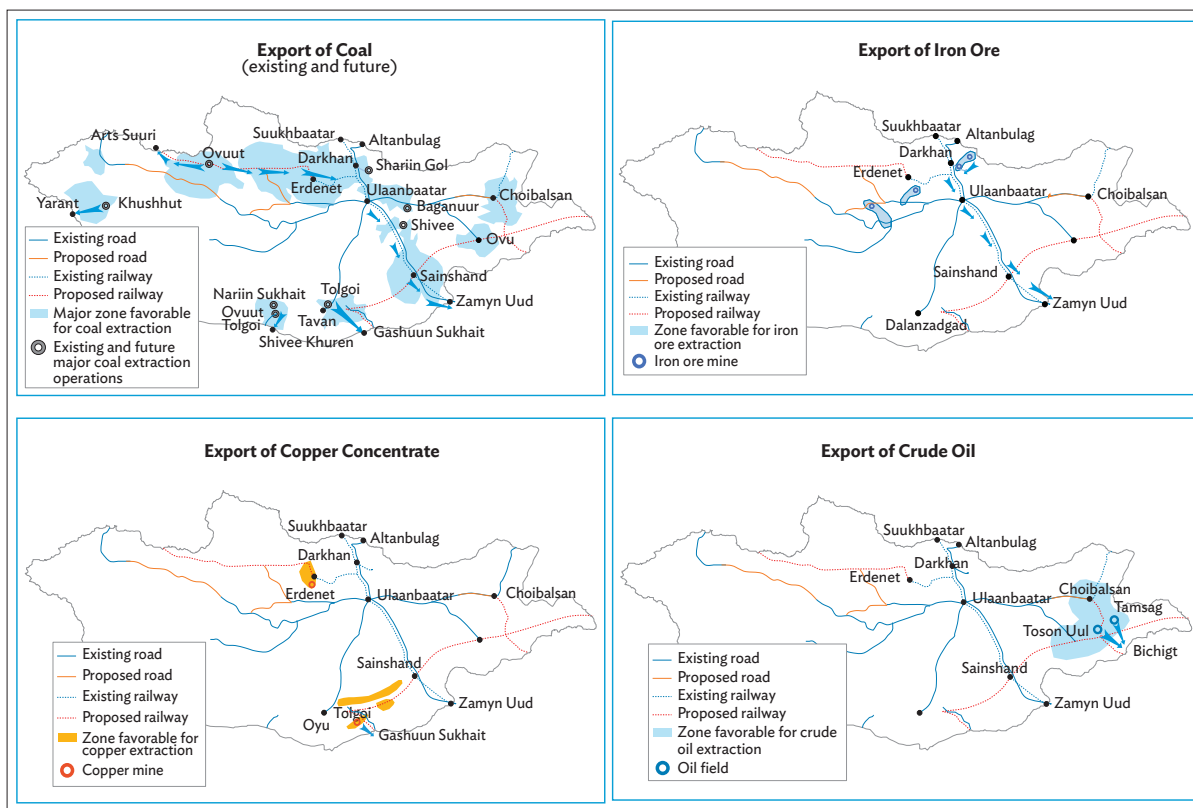 Export of Coal
(existing and future)
Arts Suuri
Suukhbaatar
Altanbulag
Ovuut
Darkhan
Shariin Gol
Erdenet
Yarant
Khushhut
Ulaanbaatar
Choibalsan
Baganuur
Shivee
Ovu
Sainshand
Nariin Sukhait
Tolgoi
Ovuut
Tolgoi
Tavan
Zamyn Uud
Gashuun Sukhait
Shivee Khuren
Existing road
Proposed road
Existing railway
Proposed railway
Major zone favorable
for coal extraction
Existing and future
major coal extraction
operations
Export of Iron Ore
Suukhbaatar
Altanbulag
Darkhan
Erdenet
Ulaanbaatar
Choibalsan
Sainshand
Zamyn Uud
Dalanzadgad
Existing road
Proposed road
Existing railway
Proposed railway
Zone favorable for iron
ore extraction
Iron ore mine
Export of Copper Concentrate
Suukhbaatar
Altanbulag
Darkhan
Erdenet
Ulaanbaatar
Choibalsan
Sainshand
Zamyn Uud
Oyu
Tolgoi
Gashuun Sukhait
Existing road
Proposed road
Existing railway
Proposed railway
Zone favorable for
copper extraction
Copper mine
Export of Crude Oil
Suukhbaatar
Altanbulag
Darkhan
Erdenet
Ulaanbaatar
Choibalsan
Tamsag
Toson Uul
Bichigt
Sainshand
Zamyn Uud
Existing road
Proposed road
Existing railway
Proposed railway
Zone favorable for crude
oil extraction
Oil field